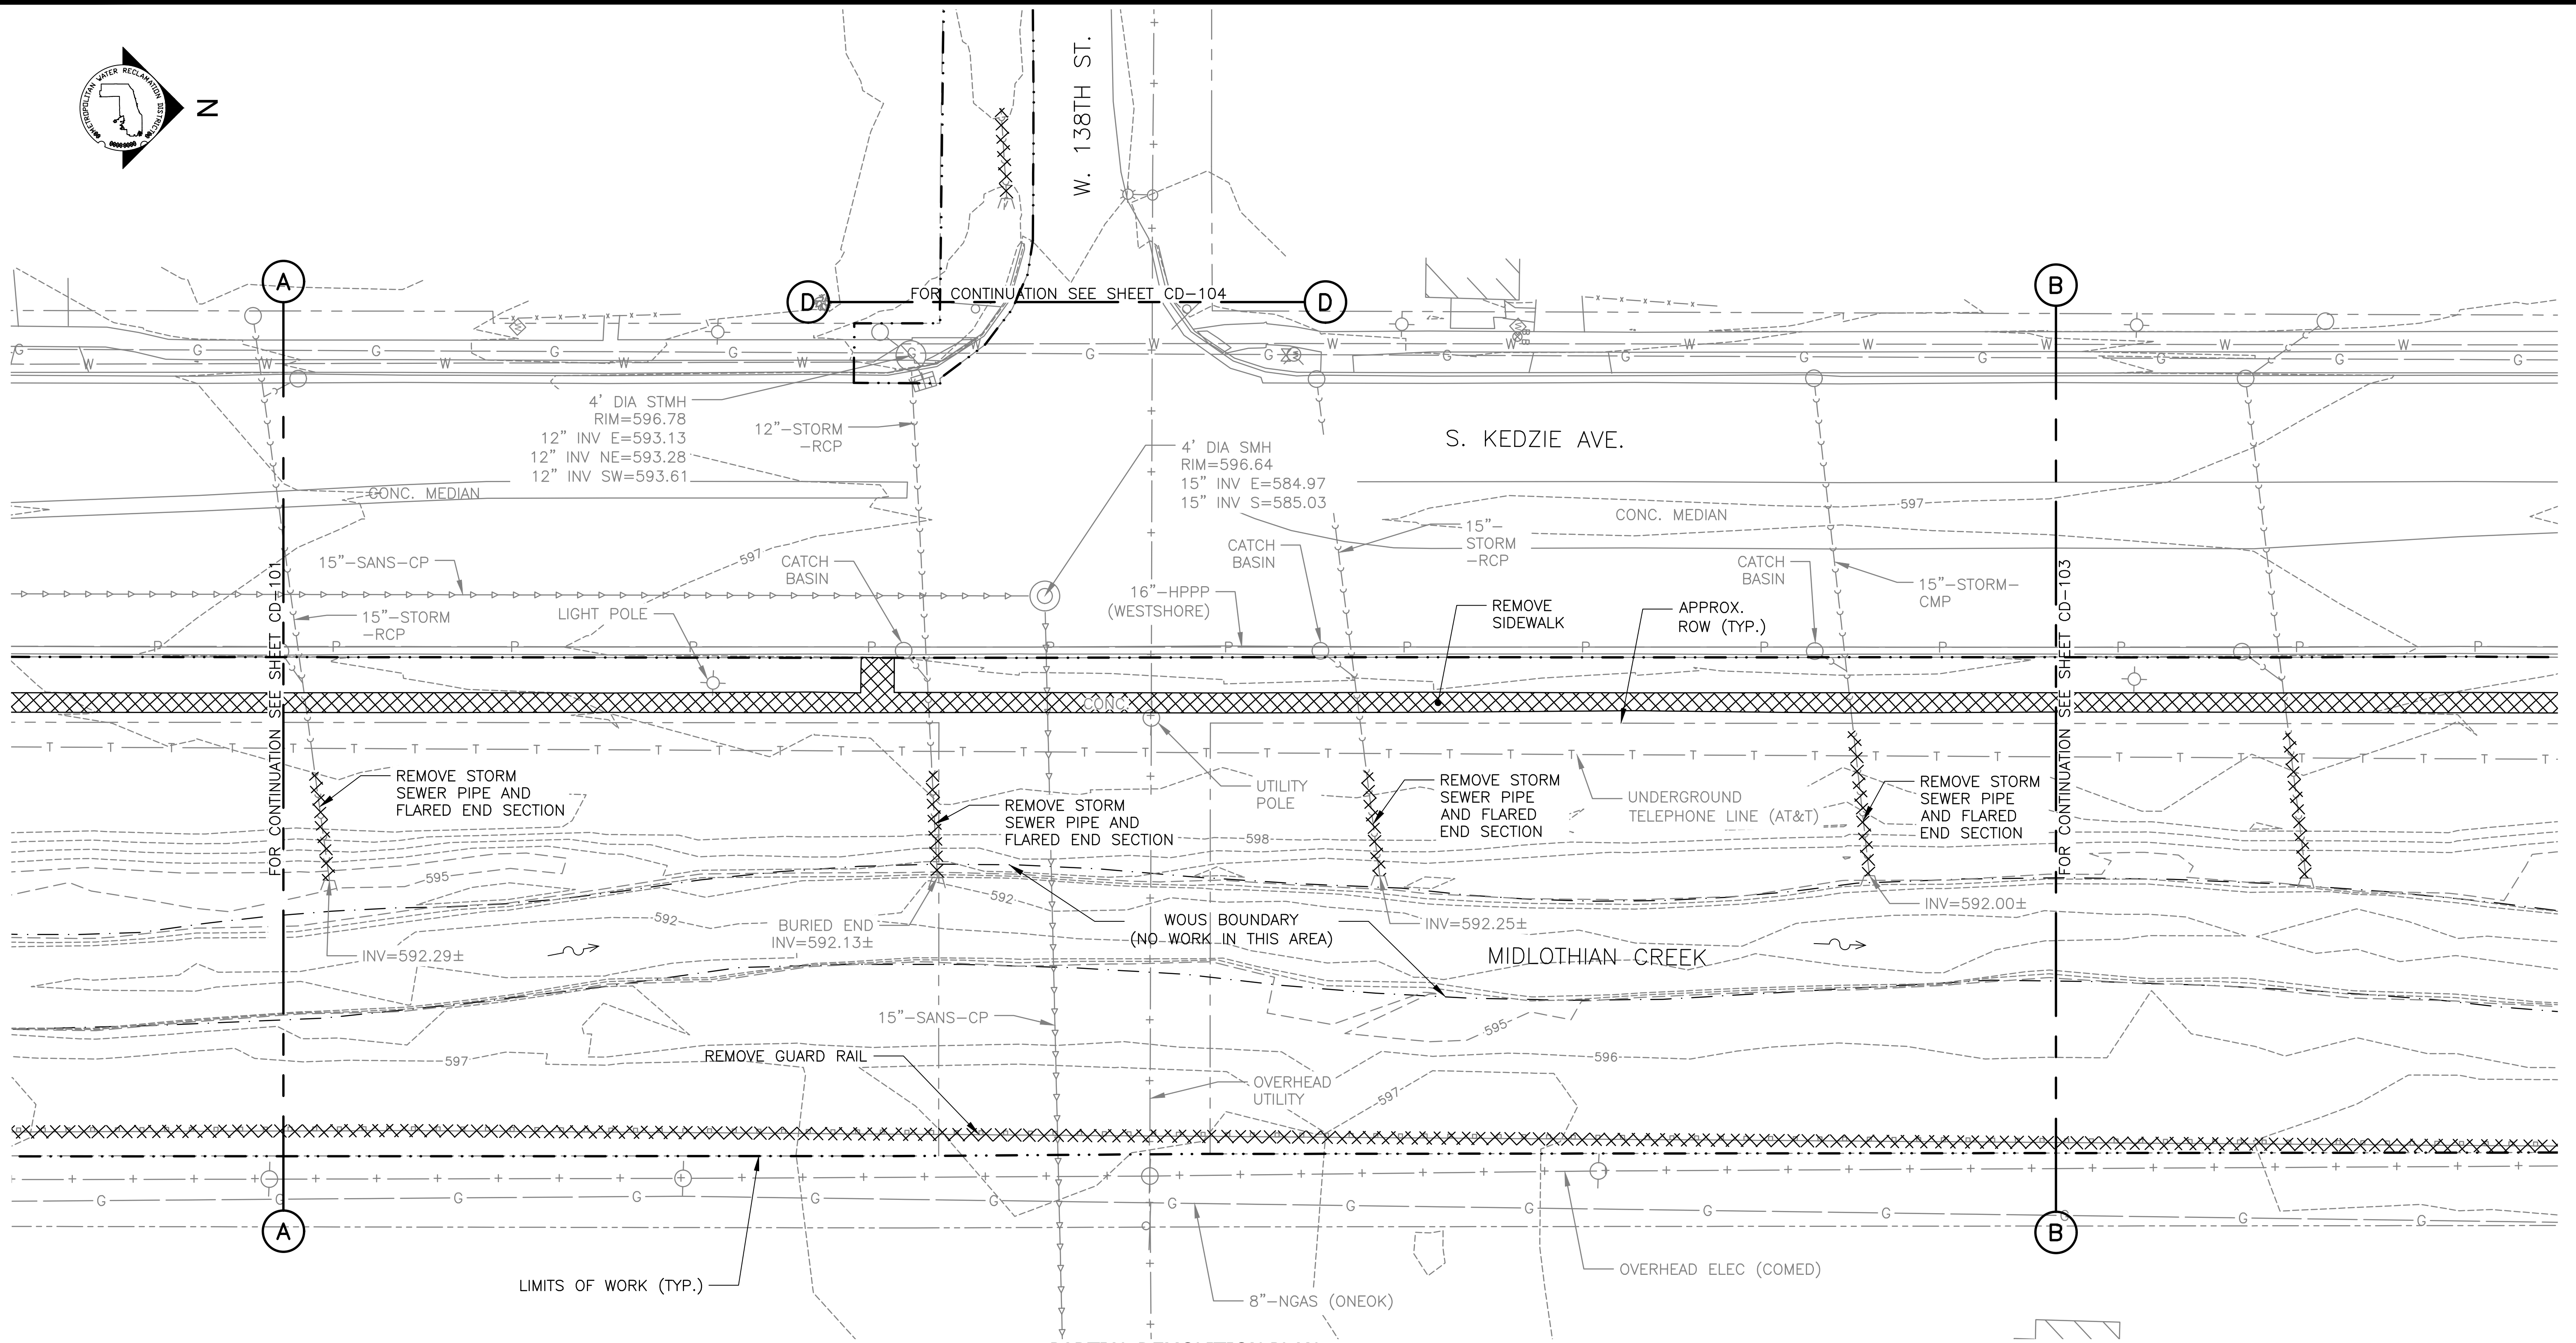 METROPOLITAN WATER RECLAMATION DISTRICT
N
W. 138TH ST.
A
D
FOR CONTINUATION SEE SHEET CD-104
D
B
4' DIA STMH
RIM=596.78
12" INV E=593.13
12" INV NE=593.28
12" INV SW=593.61
12"-STORM
-RCP
4' DIA SMH
RIM=596.64
15" INV E=584.97
15" INV S=585.03
S. KEDZIE AVE.
CONC. MEDIAN
597
CONC. MEDIAN
597
15"-SANS-CP
CATCH
BASIN
CATCH
BASIN
15"-
STORM
-RCP
CATCH
BASIN
15"-STORM-
CMP
15"-STORM
-RCP
LIGHT POLE
16"-HPPP
(WESTSHORE)
REMOVE
SIDEWALK
APPROX.
ROW (TYP.)
FOR CONTINUATION SEE SHEET CD-101
FOR CONTINUATION SEE SHEET CD-103
CONC.
REMOVE STORM
SEWER PIPE AND
FLARED END SECTION
REMOVE STORM
SEWER PIPE AND
FLARED END SECTION
UTILITY
POLE
REMOVE STORM
SEWER PIPE
AND FLARED
END SECTION
UNDERGROUND
TELEPHONE LINE (AT&T)
REMOVE STORM
SEWER PIPE
AND FLARED
END SECTION
598
595
592
592
BURIED END
INV=592.13±
WOUS BOUNDARY
(NO WORK IN THIS AREA)
INV=592.25±
INV=592.00±
INV=592.29±
MIDLOTHIAN CREEK
15"-SANS-CP
595
597
REMOVE GUARD RAIL
596
OVERHEAD
UTILITY
597
A
B
LIMITS OF WORK (TYP.)
8"-NGAS (ONEOK)
OVERHEAD ELEC (COMED)